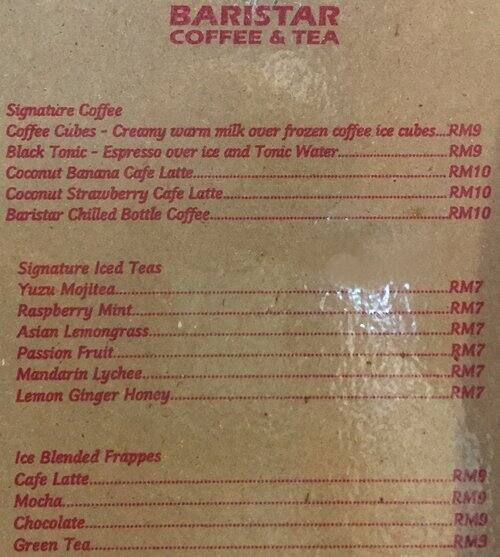 BARISTAR
COFFEE & TEA
Signature Coffee
Coffee Cubes - Creamy warm milk over frozen coffee ice cubes...RM9
Black Tonic - Espresso over ice and Tonic Water..........RM9
Coconut Banana Cafe Latte..........RM10
Coconut Strawberry Cafe Latte..........RM10
Baristar Chilled Bottle Coffee..........RM10
Signature Iced Teas
Yuzu Mojitea..........RM7
Raspberry Mint..........RM7
Asian Lemongrass..........RM7
Passion Fruit..........RM7
Mandarin Lychee..........RM7
Lemon Ginger Honey..........RM7
Ice Blended Frappes
Cafe Latte..........RM9
Mocha..........RM9
Chocolate..........RM9
Green Tea..........RM9